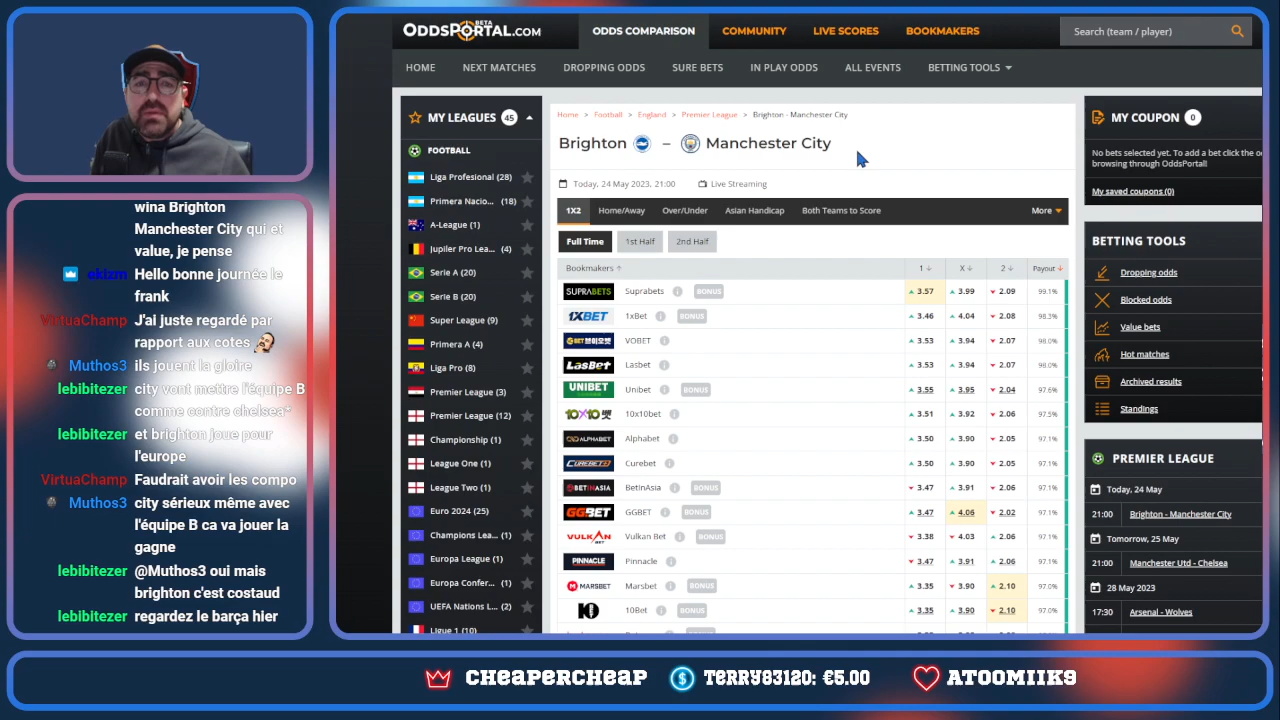 wina Brighton
Manchester City qui et
value, je pense
okizm Hello bonne journée le
frank
VirtuaChamp J'ai juste regardé par
rapport aux cotes
Muthos3 ils jouent la gloire
lebibitezer city vont mettre l'équipe B
comme contre chelsea*
lebibitezer et brighton joue pour
l'europe
VirtuaChamp Faudrait avoir les compo
Muthos3 city sérieux même avec
l'équipe B ca va jouer la
gagne
lebibitezer @Muthos3 oui mais
brighton c'est costaud
lebibitezer regardez le barça hier
BETA
ODDSPORTAL.COM
ODDS COMPARISON COMMUNITY LIVE SCORES BOOKMAKERS
Search (team / player)
HOME NEXT MATCHES DROPPING ODDS SURE BETS IN PLAY ODDS ALL EVENTS BETTING TOOLS
MY LEAGUES 45
FOOTBALL
Liga Profesional (28)
Primera Nacio... (18)
A-League (1)
Jupiler Pro Lea... (4)
Serie A (20)
Serie B (20)
Super League (9)
Primera A (4)
Liga Pro (8)
Premier League (3)
Premier League (12)
Championship (1)
League One (1)
League Two (1)
Euro 2024 (25)
Champions Lea... (1)
Europa League (1)
Europa Confer... (1)
UEFA Nations L... (2)
Ligue 1 (10)
Home > Football > England > Premier League > Brighton - Manchester City
Brighton – Manchester City
Today, 24 May 2023, 21:00 Live Streaming
1X2 Home/Away Over/Under Asian Handicap Both Teams to Score More
Full Time 1st Half 2nd Half
Bookmakers 1 X 2 Payout
SUPRABETS Suprabets BONUS 3.57 3.99 2.09 99.1%
1XBET 1xBet BONUS 3.46 4.04 2.08 98.3%
VOBET 3.53 3.94 2.07 98.0%
LASBET Lasbet 3.53 3.94 2.07 98.0%
UNIBET Unibet BONUS 3.55 3.95 2.04 97.6%
10X10벳 10x10bet 3.51 3.92 2.06 97.5%
ALPHABET Alphabet 3.50 3.90 2.05 97.1%
CUREBET Curebet 3.50 3.90 2.05 97.1%
BETINASIA BetInAsia BONUS 3.47 3.91 2.06 97.1%
GGBET GGBET BONUS 3.47 4.06 2.02 97.1%
VULKAN BET Vulkan Bet BONUS 3.38 4.03 2.06 97.1%
PINNACLE Pinnacle 3.47 3.91 2.06 97.1%
MARSBET Marsbet BONUS 3.35 3.90 2.10 97.0%
10 10Bet BONUS 3.35 3.90 2.10 97.0%
MY COUPON 0
No bets selected yet. To add a bet click the o
browsing through OddsPortal!
My saved coupons (0)
BETTING TOOLS
Dropping odds
Blocked odds
Value bets
Hot matches
Archived results
Standings
PREMIER LEAGUE
Today, 24 May
21:00 Brighton - Manchester City
Tomorrow, 25 May
21:00 Manchester Utd - Chelsea
28 May 2023
17:30 Arsenal - Wolves
CHEAPERCHEAP TERRY83120: €5.00 ATOOMIIK9